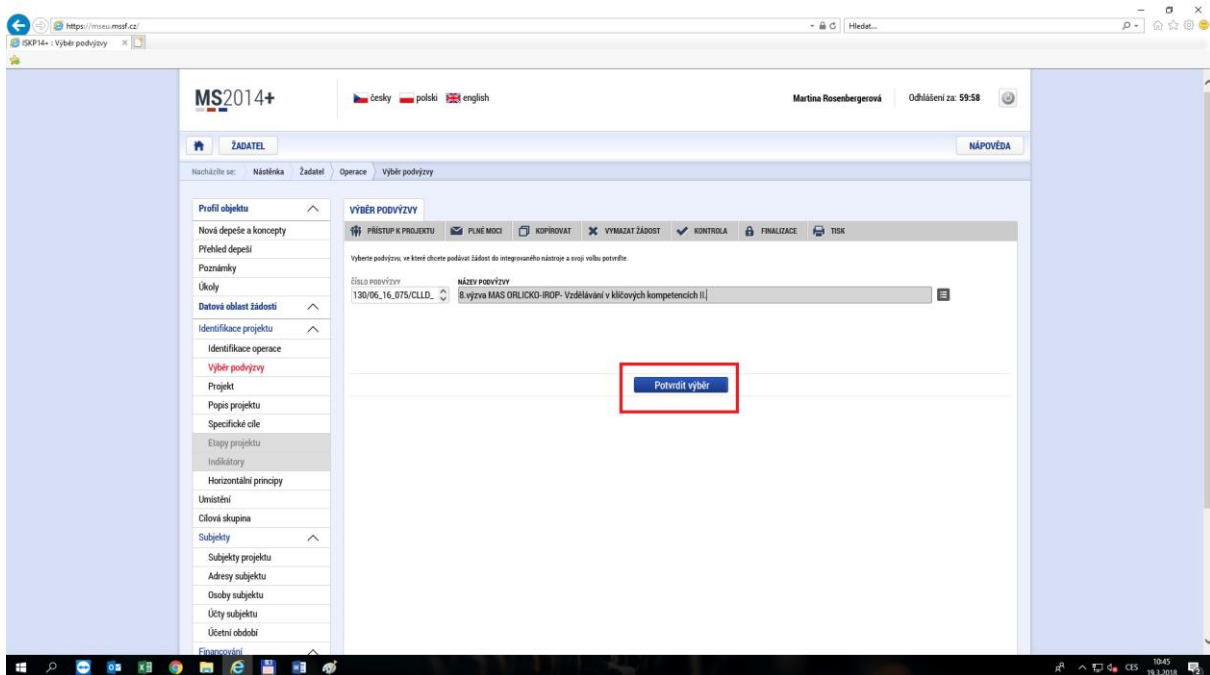 https://mseu.mssf.cz/
Hledat...
ISKP14+ : Výběr podvýzvy
MS2014+
česky polski english
Martina Rosenbergerová Odhlášení za: 59:58
ŽADATEL NÁPOVĚDA
Nacházíte se: Nástěnka Žadatel Operace Výběr podvýzvy
Profil objektu
Nová depeše a koncepty
Přehled depeší
Poznámky
Úkoly
Datová oblast žádosti
Identifikace projektu
Identifikace operace
Výběr podvýzvy
Projekt
Popis projektu
Specifické cíle
Etapy projektu
Indikátory
Horizontální principy
Umístění
Cílová skupina
Subjekty
Subjekty projektu
Adresy subjektu
Osoby subjektu
Účty subjektu
Účetní období
Financování
VÝBĚR PODVÝZVY
PŘÍSTUP K PROJEKTU PLNÉ MOCI KOPÍROVAT VYMAZAT ŽÁDOST KONTROLA FINALIZACE TISK
Vyberte podvýzvu, ve které chcete podávat žádost do integrovaného nástroje a svoji volbu potvrďte.
ČÍSLO PODVÝZVY NÁZEV PODVÝZVY
130/06_16_075/CLLD_ 8.výzva MAS ORLICKO-IROP- Vzdělávání v klíčových kompetencích II.
Potvrdit výběr
CES
10:45
19.3.2018